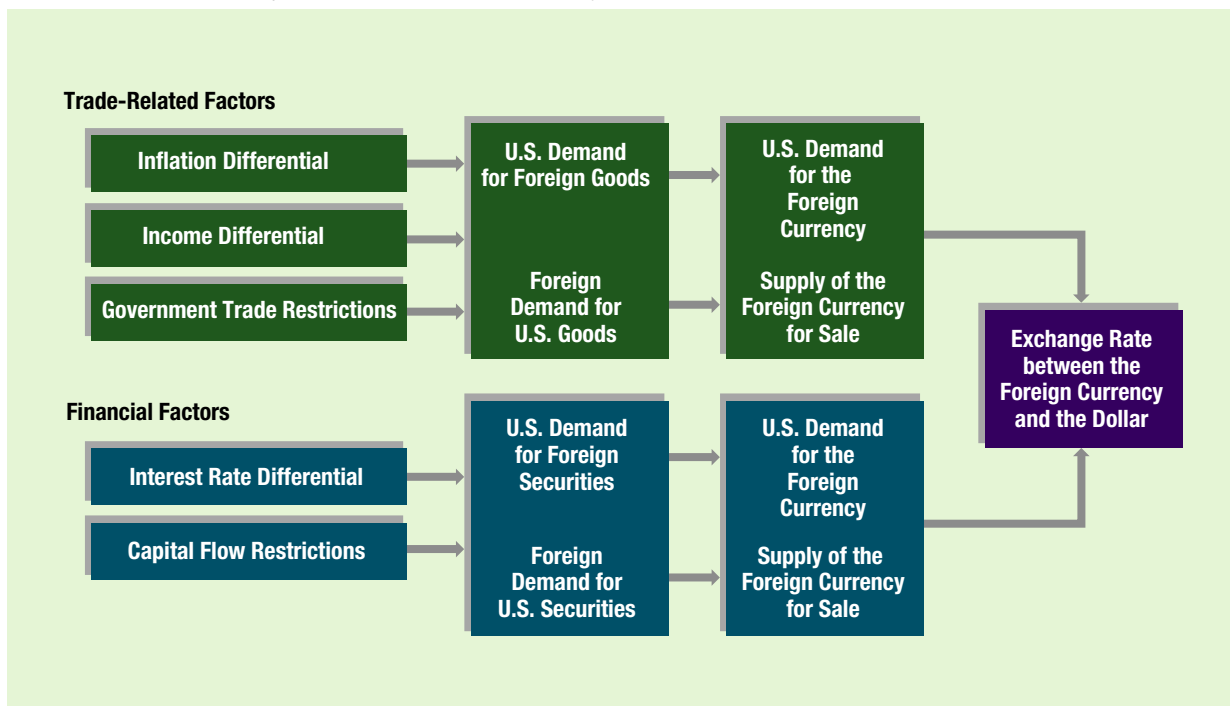 Trade-Related Factors
Inflation Differential
Income Differential
Government Trade Restrictions
U.S. Demand
for Foreign Goods
Foreign
Demand for
U.S. Goods
U.S. Demand
for the
Foreign
Currency
Supply of the
Foreign Currency
for Sale
Exchange Rate
between the
Foreign Currency
and the Dollar
Financial Factors
Interest Rate Differential
Capital Flow Restrictions
U.S. Demand
for Foreign
Securities
Foreign
Demand for
U.S. Securities
U.S. Demand
for the
Foreign
Currency
Supply of the
Foreign Currency
for Sale